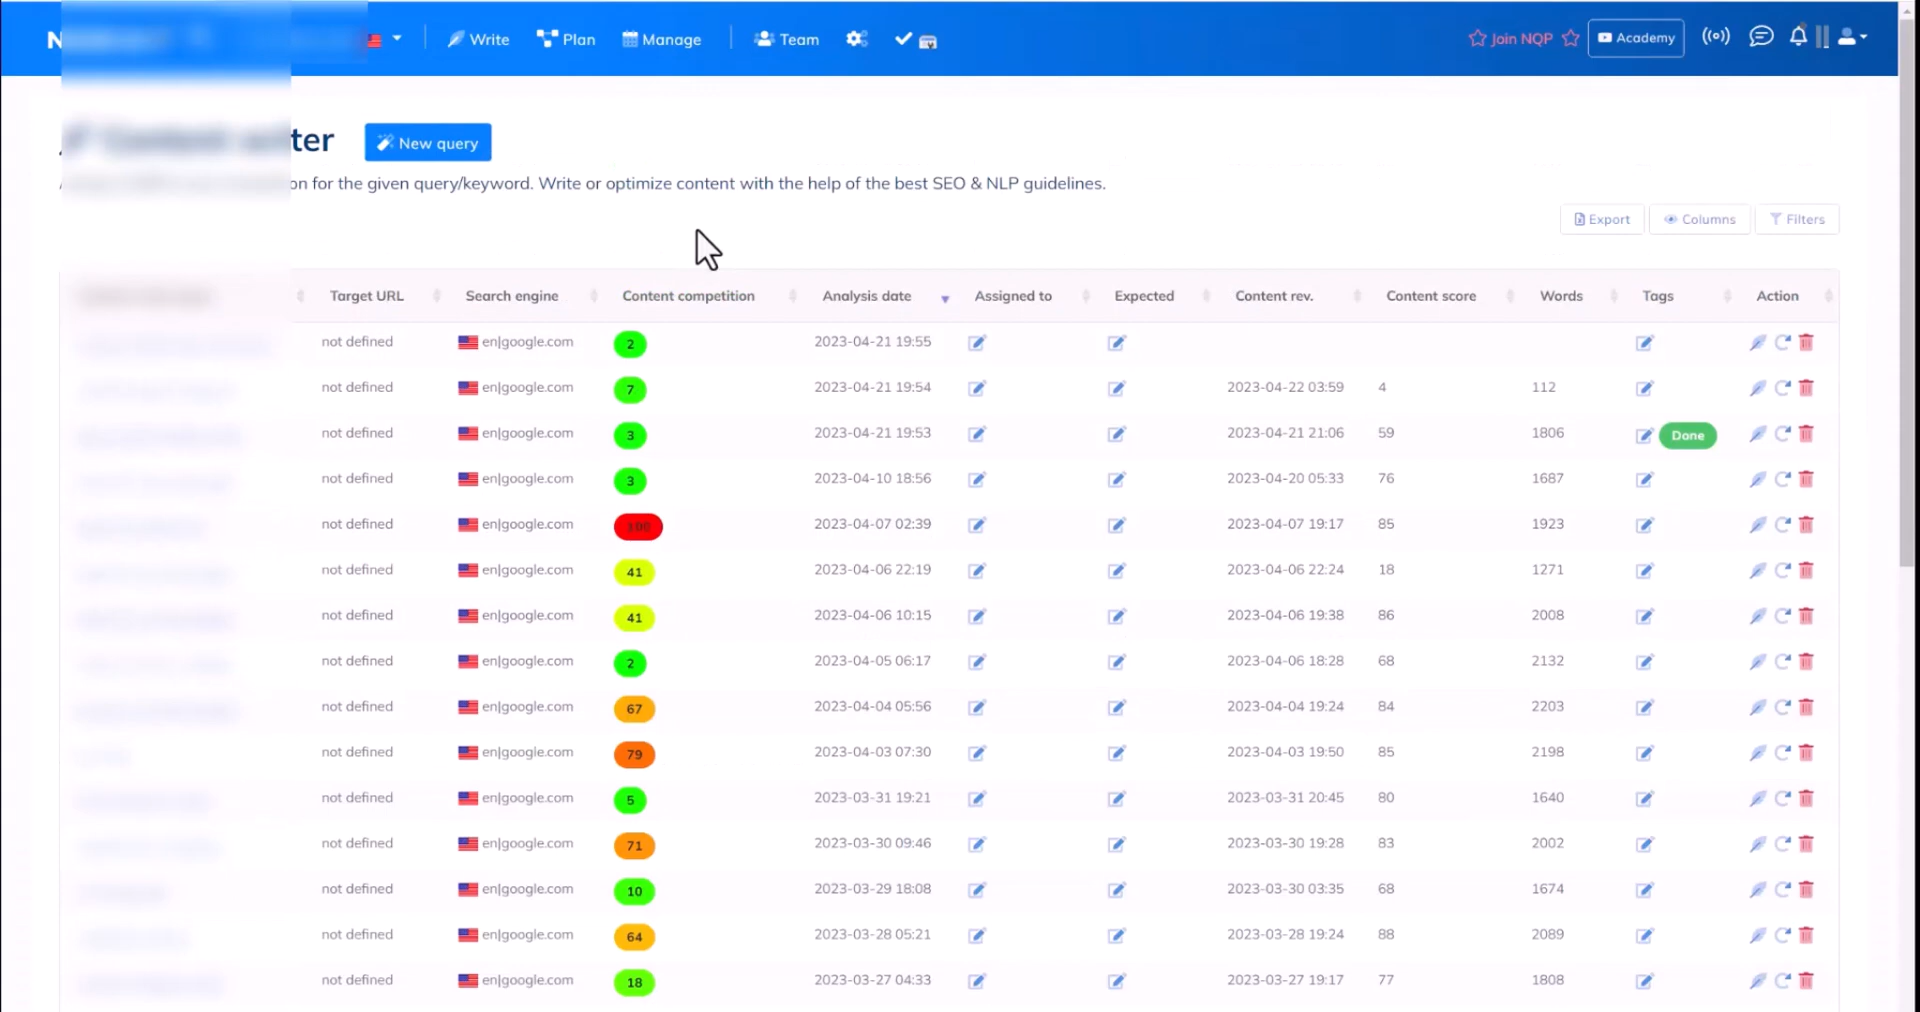 N
Write Plan Manage Team Join NQP Academy
ter New query
on for the given query/keyword. Write or optimize content with the help of the best SEO & NLP guidelines.
Export Columns Filters
Target URL Search engine Content competition Analysis date Assigned to Expected Content rev. Content score Words Tags Action
not defined en|google.com 2 2023-04-21 19:55
not defined en|google.com 7 2023-04-21 19:54 2023-04-22 03:59 4 112
not defined en|google.com 3 2023-04-21 19:53 2023-04-21 21:06 59 1806 Done
not defined en|google.com 3 2023-04-10 18:56 2023-04-20 05:33 76 1687
not defined en|google.com 100 2023-04-07 02:39 2023-04-07 19:17 85 1923
not defined en|google.com 41 2023-04-06 22:19 2023-04-06 22:24 18 1271
not defined en|google.com 41 2023-04-06 10:15 2023-04-06 19:38 86 2008
not defined en|google.com 2 2023-04-05 06:17 2023-04-06 18:28 68 2132
not defined en|google.com 67 2023-04-04 05:56 2023-04-04 19:24 84 2203
not defined en|google.com 79 2023-04-03 07:30 2023-04-03 19:50 85 2198
not defined en|google.com 5 2023-03-31 19:21 2023-03-31 20:45 80 1640
not defined en|google.com 71 2023-03-30 09:46 2023-03-30 19:28 83 2002
not defined en|google.com 10 2023-03-29 18:08 2023-03-30 03:35 68 1674
not defined en|google.com 64 2023-03-28 05:21 2023-03-28 19:24 88 2089
not defined en|google.com 18 2023-03-27 04:33 2023-03-27 19:17 77 1808